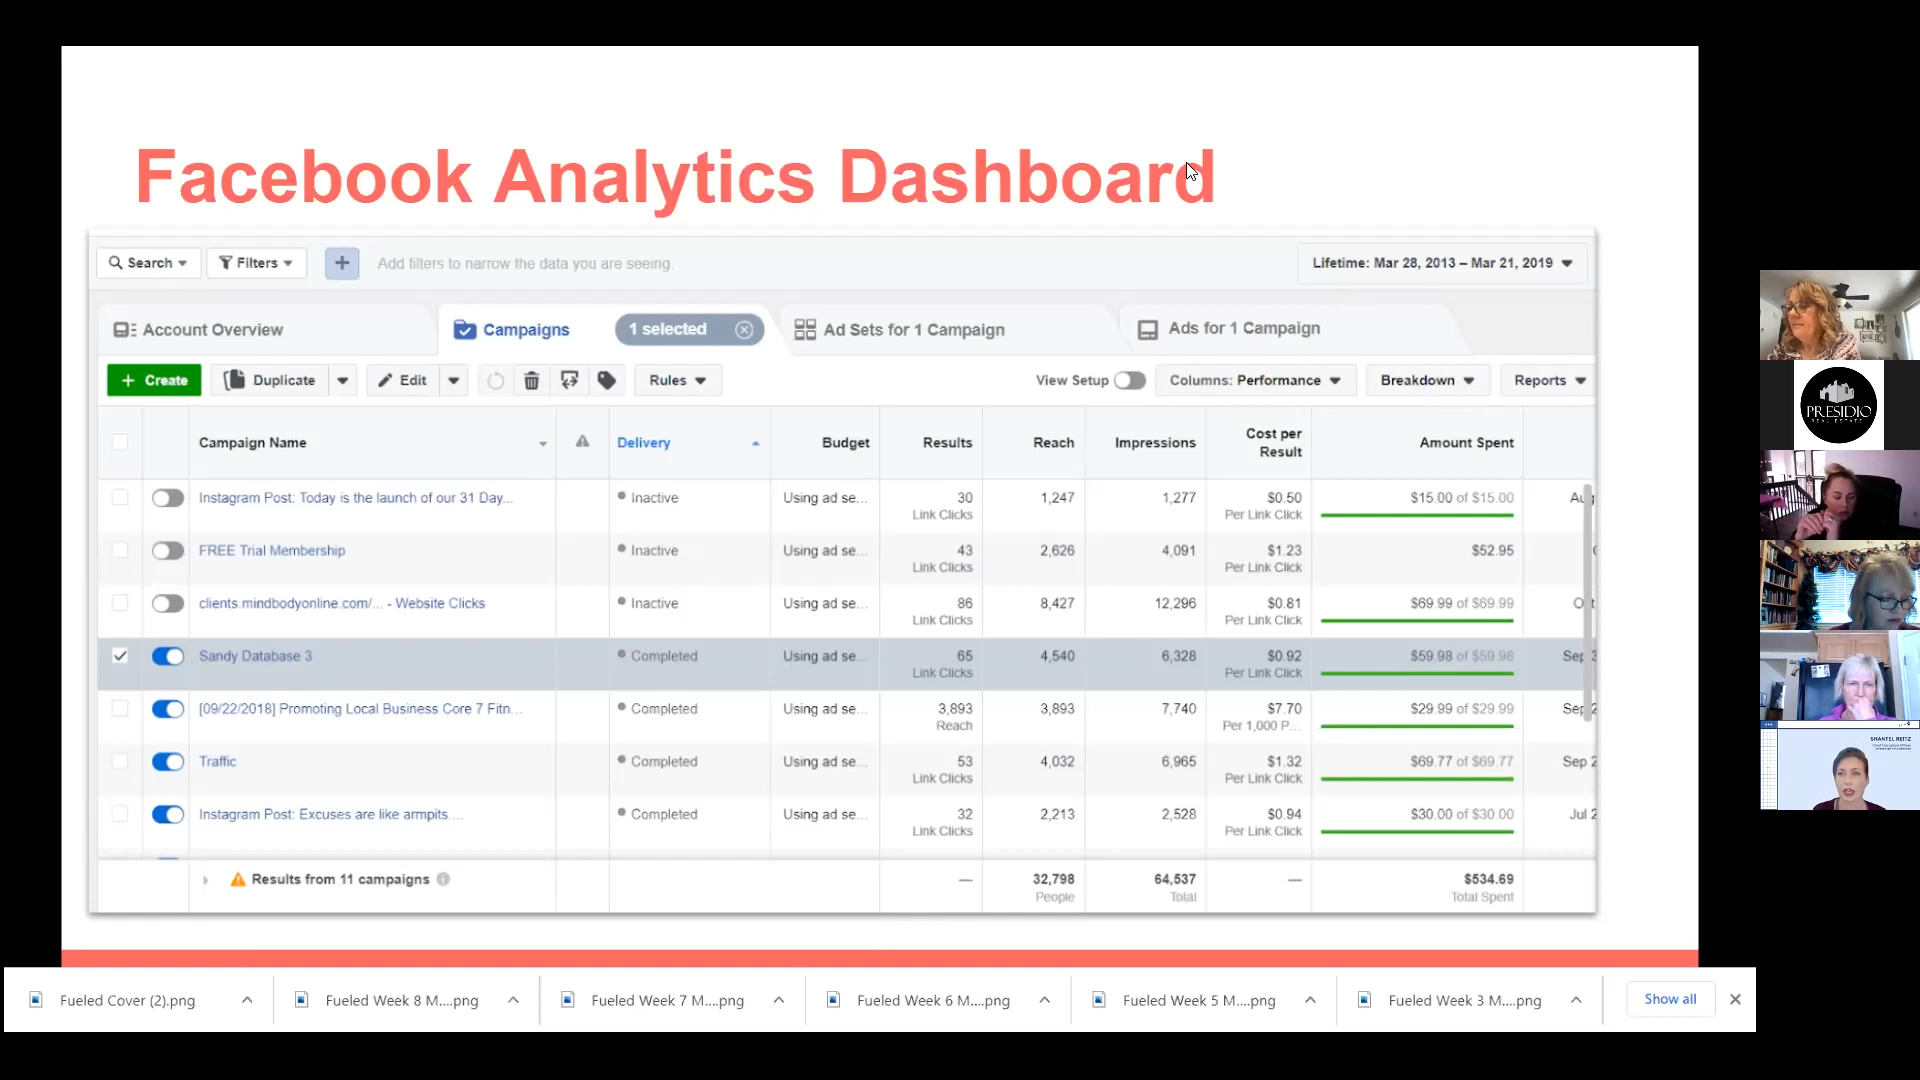 Facebook Analytics Dashboard
Search
Filters
+
Add filters to narrow the data you are seeing.
Lifetime: Mar 28, 2013 – Mar 21, 2019
Account Overview
Campaigns
1 selected
Ad Sets for 1 Campaign
Ads for 1 Campaign
+ Create
Duplicate
Edit
Rules
View Setup
Columns: Performance
Breakdown
Reports
Campaign Name Delivery Budget Results Reach Impressions Cost per Result Amount Spent
Instagram Post: Today is the launch of our 31 Day... Inactive Using ad se... 30 1,247 1,277 $0.50 $15.00 of $15.00
Link Clicks Per Link Click
FREE Trial Membership Inactive Using ad se... 43 2,626 4,091 $1.23 $52.95
Link Clicks Per Link Click
clients.mindbodyonline.com/... - Website Clicks Inactive Using ad se... 86 8,427 12,296 $0.81 $69.99 of $69.99
Link Clicks Per Link Click
Sandy Database 3 Completed Using ad se... 65 4,540 6,328 $0.92 $59.98 of $59.98 Sep 3
Link Clicks Per Link Click
[09/22/2018] Promoting Local Business Core 7 Fitn... Completed Using ad se... 3,893 3,893 7,740 $7.70 $29.99 of $29.99 Sep 2
Reach Per 1,000 P...
Traffic Completed Using ad se... 53 4,032 6,965 $1.32 $69.77 of $69.77 Sep 2
Link Clicks Per Link Click
Instagram Post: Excuses are like armpits.... Completed Using ad se... 32 2,213 2,528 $0.94 $30.00 of $30.00 Jul 2
Link Clicks Per Link Click
Results from 11 campaigns — 32,798 64,537 — $534.69
People Total Total Spent
PRESIDIO
REAL ESTATE
SHANTEL REITZ
Fueled Cover (2).png
Fueled Week 8 M....png
Fueled Week 7 M....png
Fueled Week 6 M....png
Fueled Week 5 M....png
Fueled Week 3 M....png
Show all